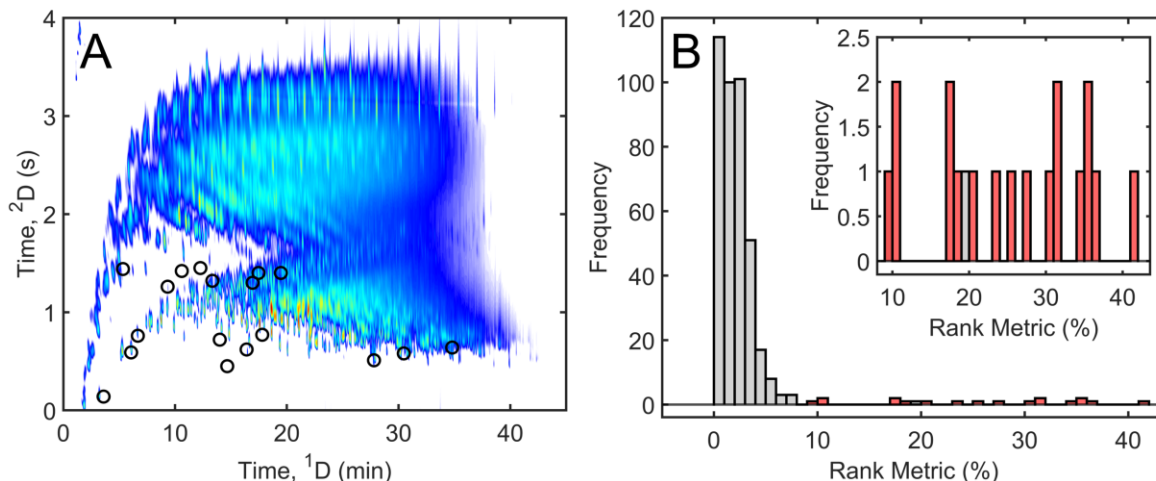 A
Time, ²D (s)
4
3
2
1
0
0 10 20 30 40
Time, ¹D (min)
B
Frequency
120
100
80
60
40
20
0
0 10 20 30 40
Rank Metric (%)
Frequency
2.5
2
1.5
1
0.5
0
10 20 30 40
Rank Metric (%)